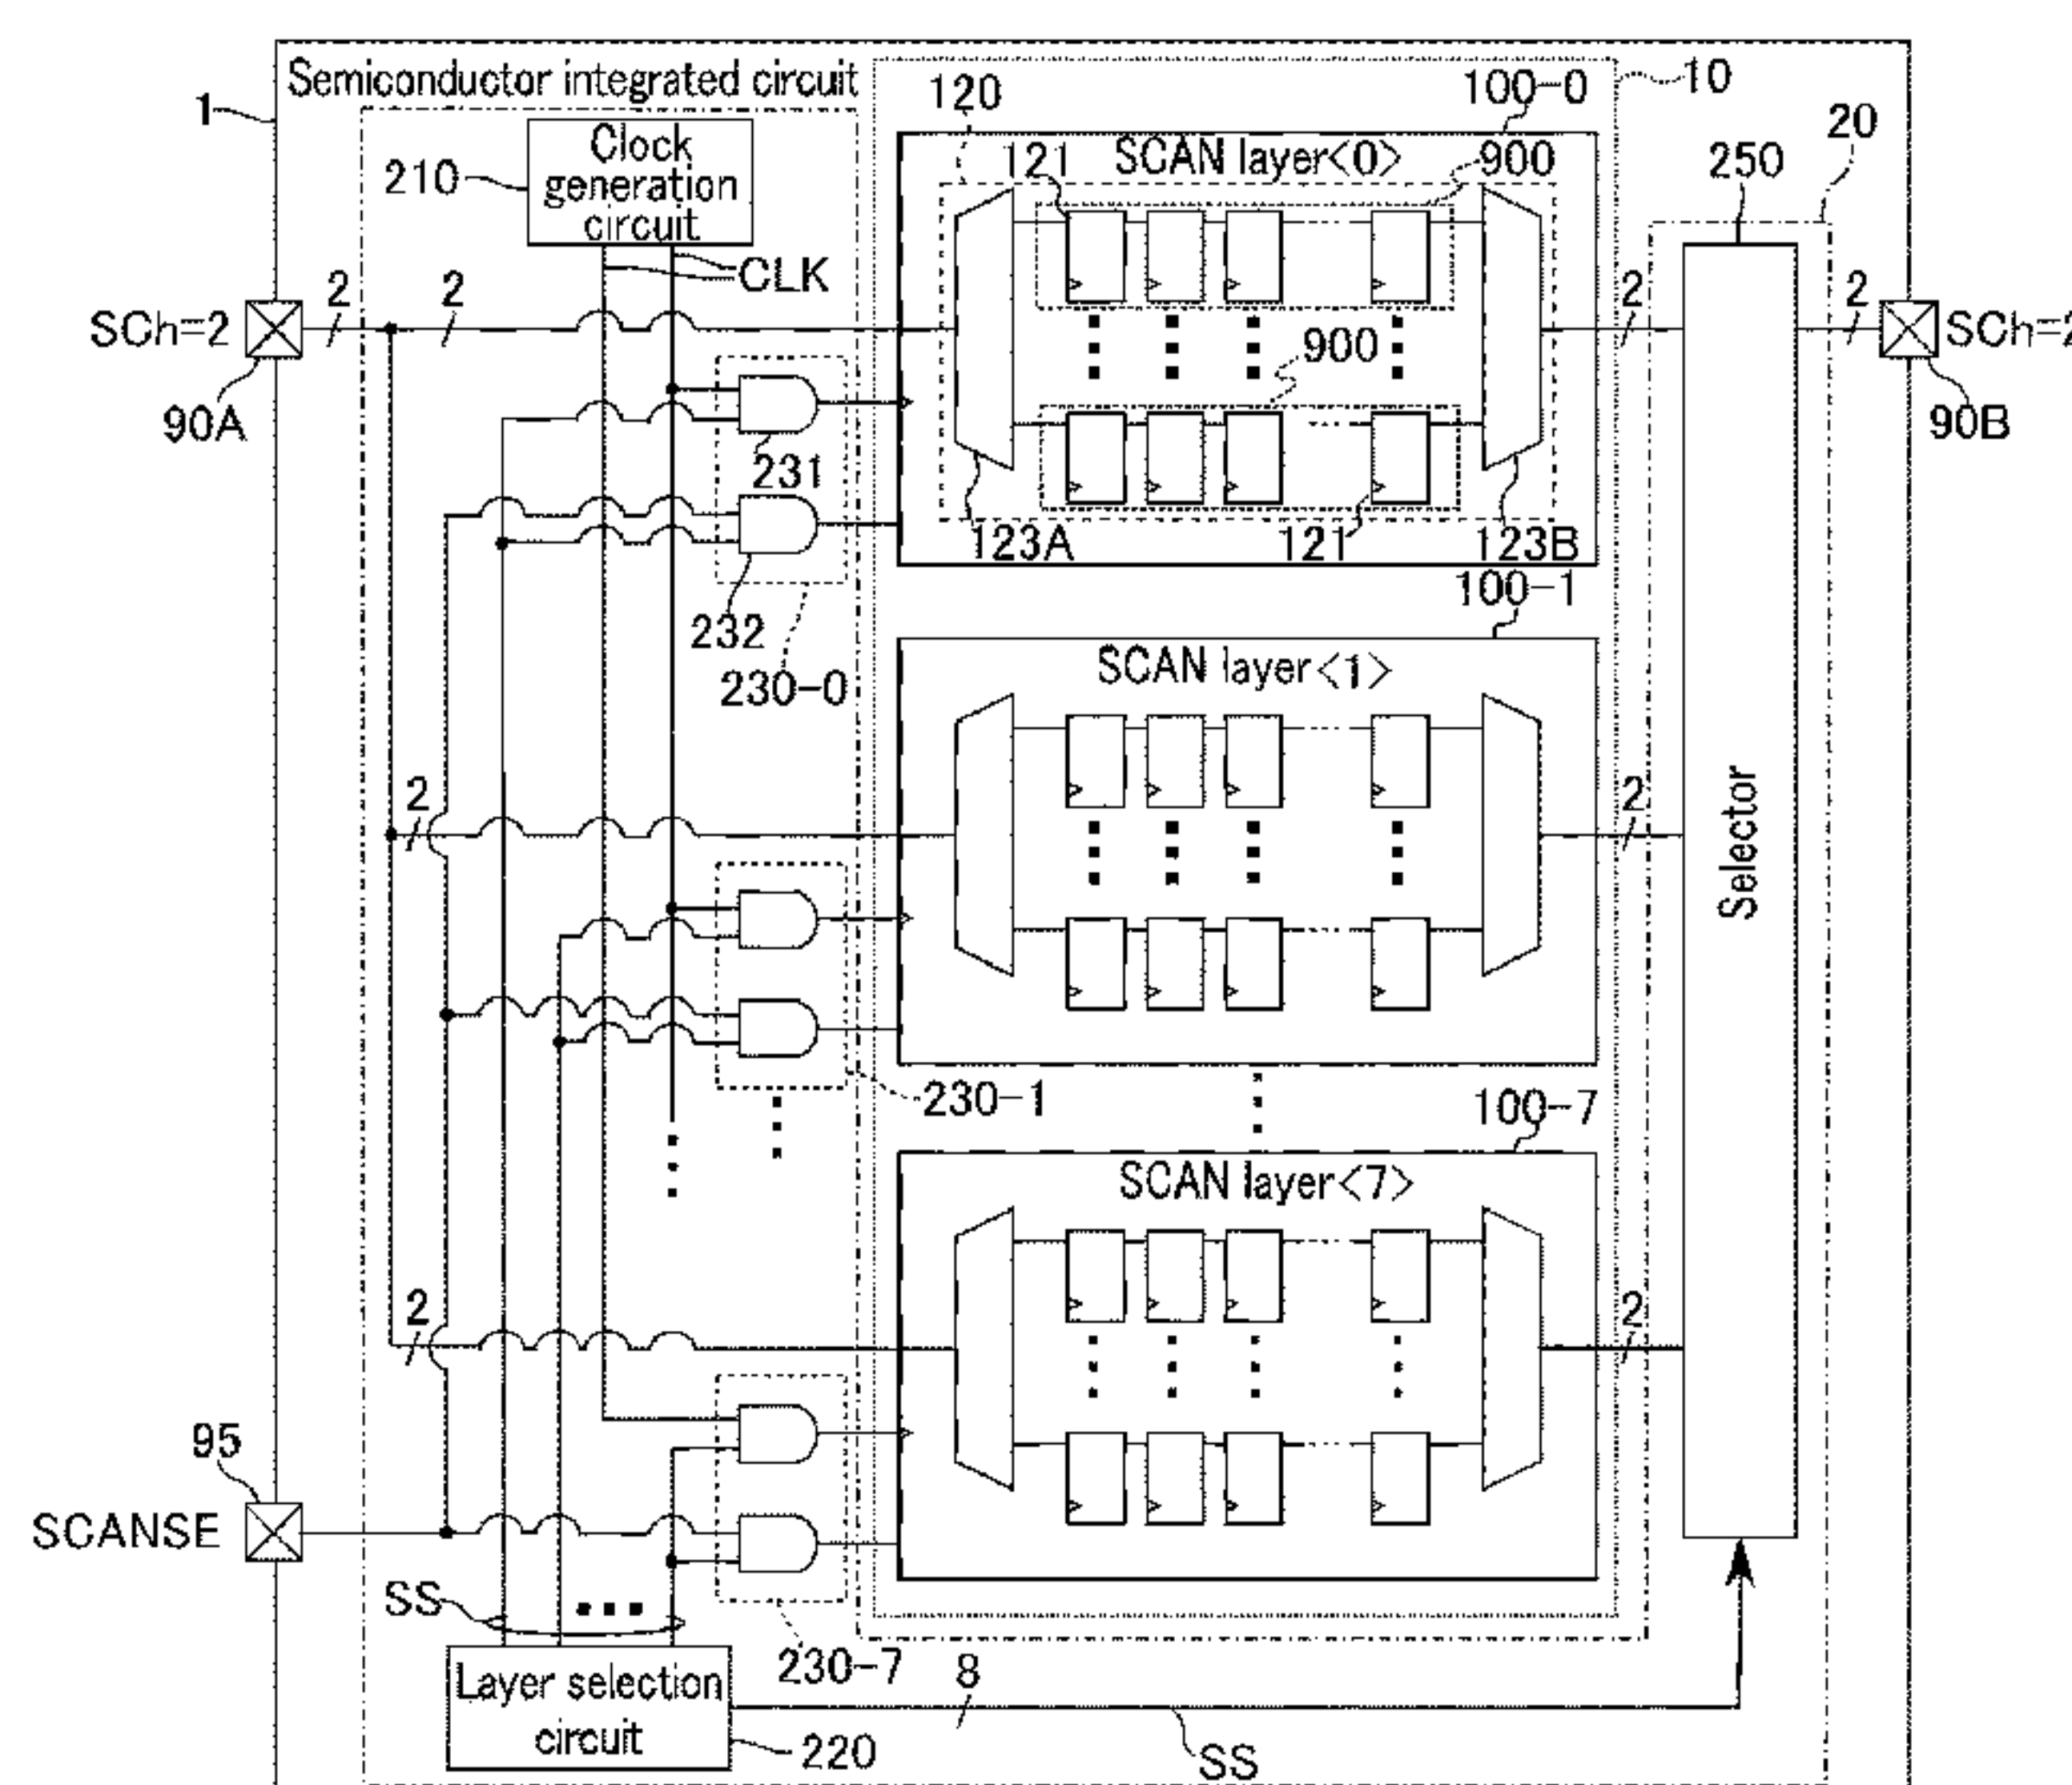 Semiconductor integrated circuit
1
120
100-0
10
20
Clock
generation
circuit
210
121
SCAN layer<0>
900
250
CLK
SCh=2
2
2
2
2
SCh=2
90A
900
90B
231
123A
121
123B
232
100-1
230-0
SCAN layer<1>
2
2
Selector
230-1
100-7
SCAN layer<7>
2
2
95
SCANSE
SS
230-7
8
Layer selection
circuit
220
SS